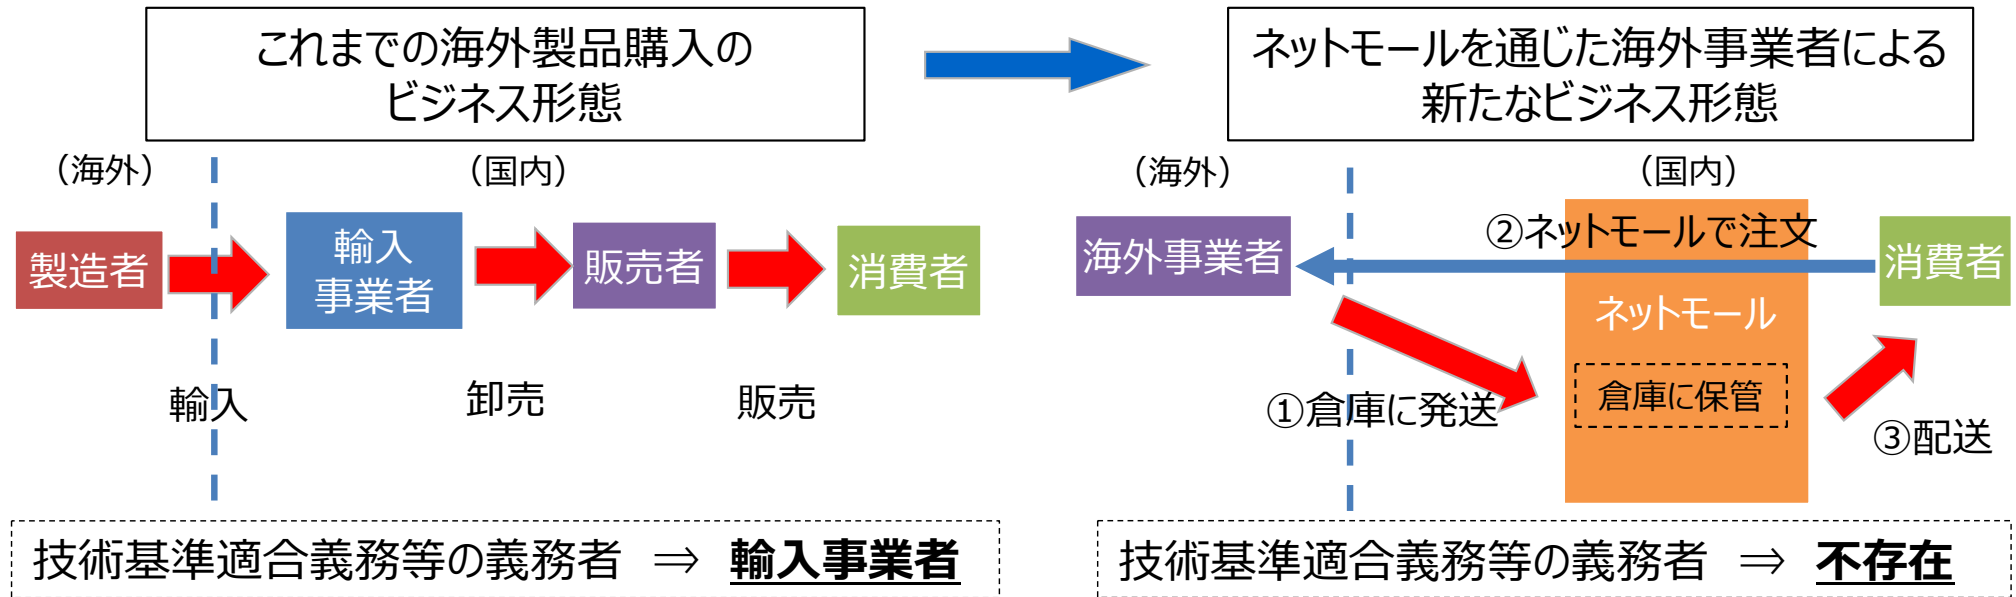 これまでの海外製品購入の
ビジネス形態
ネットモールを通じた海外事業者による
新たなビジネス形態
（海外）
（国内）
製造者
輸入
事業者
販売者
消費者
輸入
卸売
販売
技術基準適合義務等の義務者 ⇒ 輸入事業者
（海外）
（国内）
海外事業者
②ネットモールで注文
消費者
ネットモール
倉庫に保管
①倉庫に発送
③配送
技術基準適合義務等の義務者 ⇒ 不存在